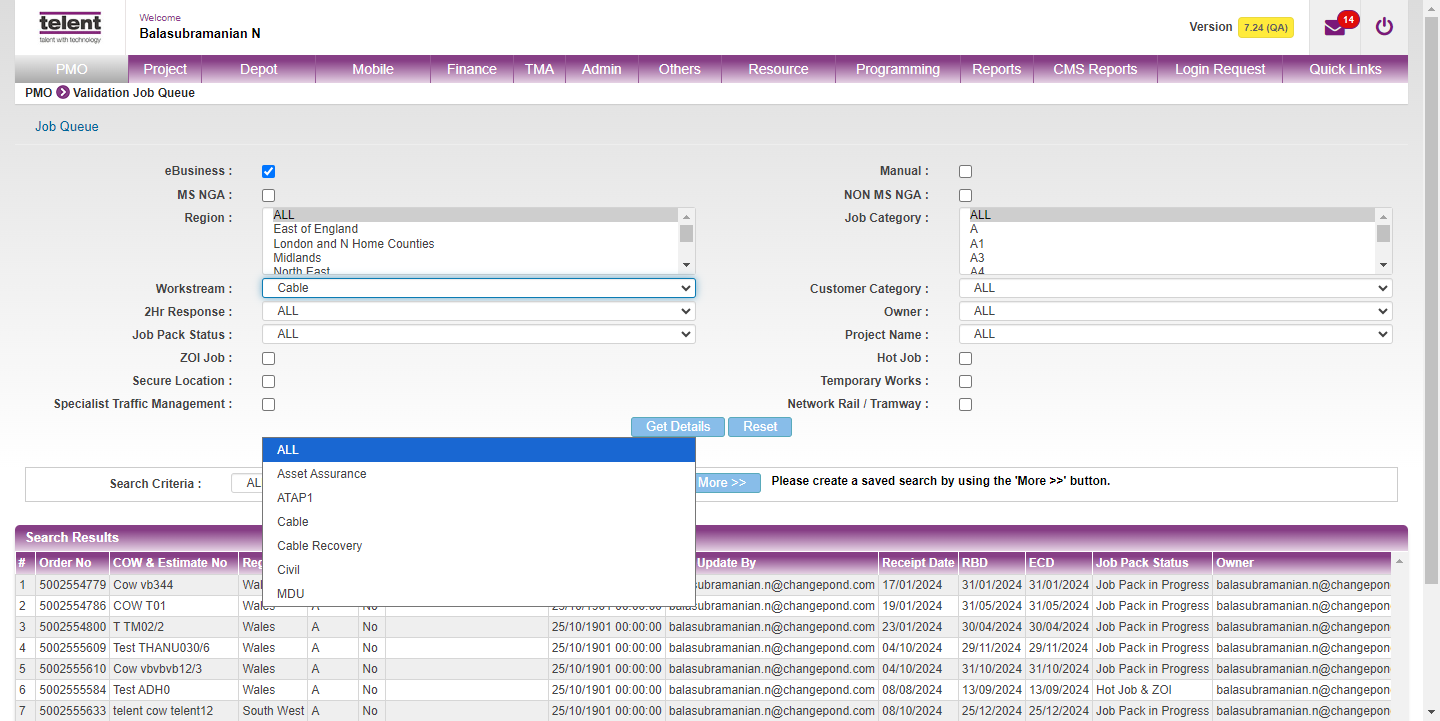 telent
talent with technology
Welcome
Balasubramanian N
Version 7.24 (QA)
14
PMO Project Depot Mobile Finance TMA Admin Others Resource Programming Reports CMS Reports Login Request Quick Links
PMO Validation Job Queue
Job Queue
eBusiness : Manual :
MS NGA : NON MS NGA :
Region : ALL Job Category : ALL
East of England A
London and N Home Counties A1
Midlands A3
North East A4
Workstream : Cable Customer Category : ALL
2Hr Response : ALL Owner : ALL
Job Pack Status : ALL Project Name : ALL
ZOI Job : Hot Job :
Secure Location : Temporary Works :
Specialist Traffic Management : Network Rail / Tramway :
Get Details Reset
ALL
Asset Assurance
ATAP1
Cable
Cable Recovery
Civil
MDU
Search Criteria : AL More >> Please create a saved search by using the 'More >>' button.
Search Results
# Order No COW & Estimate No Reg Update By Receipt Date RBD ECD Job Pack Status Owner
1 5002554779 Cow vb344 Wal subramanian.n@changepond.com 17/01/2024 31/01/2024 31/01/2024 Job Pack in Progress balasubramanian.n@changepon
2 5002554786 COW T01 Wales A No 25/10/1901 00:00:00 balasubramanian.n@changepond.com 19/01/2024 31/05/2024 31/05/2024 Job Pack in Progress balasubramanian.n@changepon
3 5002554800 T TM02/2 Wales A No 25/10/1901 00:00:00 balasubramanian.n@changepond.com 23/01/2024 30/04/2024 30/04/2024 Job Pack in Progress balasubramanian.n@changepon
4 5002555609 Test THANU030/6 Wales A No 25/10/1901 00:00:00 balasubramanian.n@changepond.com 04/10/2024 29/11/2024 29/11/2024 Job Pack in Progress balasubramanian.n@changepon
5 5002555610 Cow vbvbvb12/3 Wales A No 25/10/1901 00:00:00 balasubramanian.n@changepond.com 04/10/2024 31/10/2024 31/10/2024 Job Pack in Progress balasubramanian.n@changepon
6 5002555584 Test ADH0 Wales A No 25/10/1901 00:00:00 balasubramanian.n@changepond.com 08/08/2024 13/09/2024 13/09/2024 Hot Job & ZOI balasubramanian.n@changepon
7 5002555633 telent cow telent12 South West A No 25/10/1901 00:00:00 balasubramanian.n@changepond.com 08/10/2024 25/12/2024 25/12/2024 Job Pack in Progress balasubramanian.n@changepon